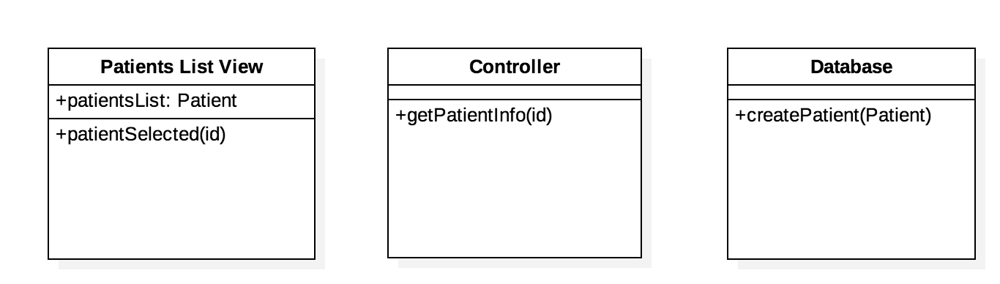 Patients List View
+patientsList: Patient
+patientSelected(id)
Controller
+getPatientInfo(id)
Database
+createPatient(Patient)